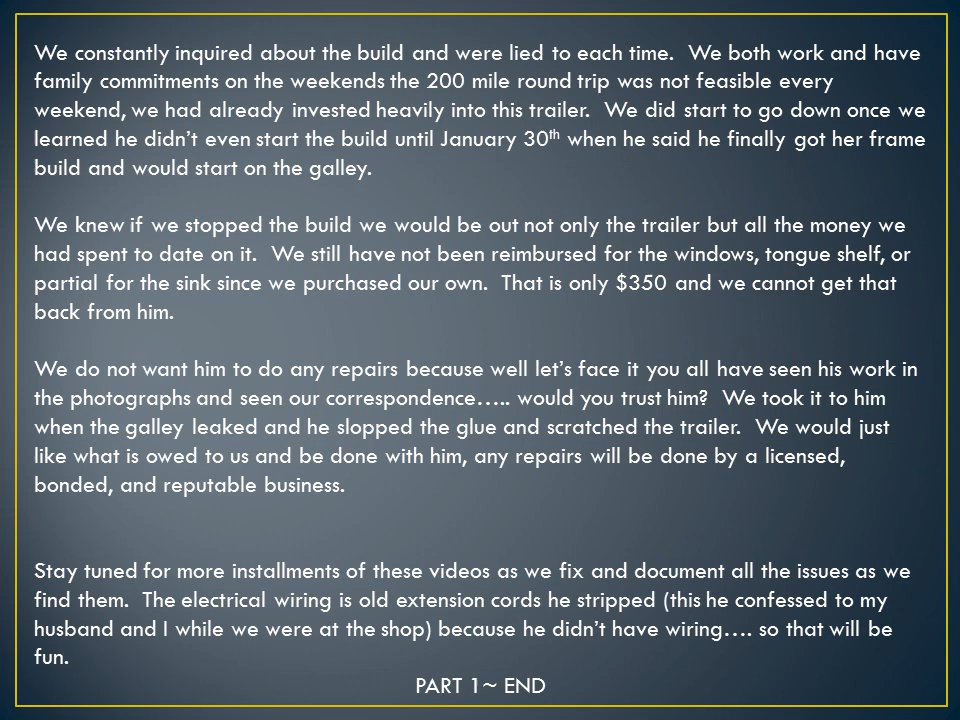 We constantly inquired about the build and were lied to each time.  We both work and have
family commitments on the weekends the 200 mile round trip was not feasible every
weekend, we had already invested heavily into this trailer.  We did start to go down once we
learned he didn’t even start the build until January 30th when he said he finally got her frame
build and would start on the galley.
We knew if we stopped the build we would be out not only the trailer but all the money we
had spent to date on it.  We still have not been reimbursed for the windows, tongue shelf, or
partial for the sink since we purchased our own.  That is only $350 and we cannot get that
back from him.
We do not want him to do any repairs because well let’s face it you all have seen his work in
the photographs and seen our correspondence….. would you trust him?  We took it to him
when the galley leaked and he slopped the glue and scratched the trailer.  We would just
like what is owed to us and be done with him, any repairs will be done by a licensed,
bonded, and reputable business.
Stay tuned for more installments of these videos as we fix and document all the issues as we
find them.  The electrical wiring is old extension cords he stripped (this he confessed to my
husband and I while we were at the shop) because he didn’t have wiring…. so that will be
fun.
PART 1~ END